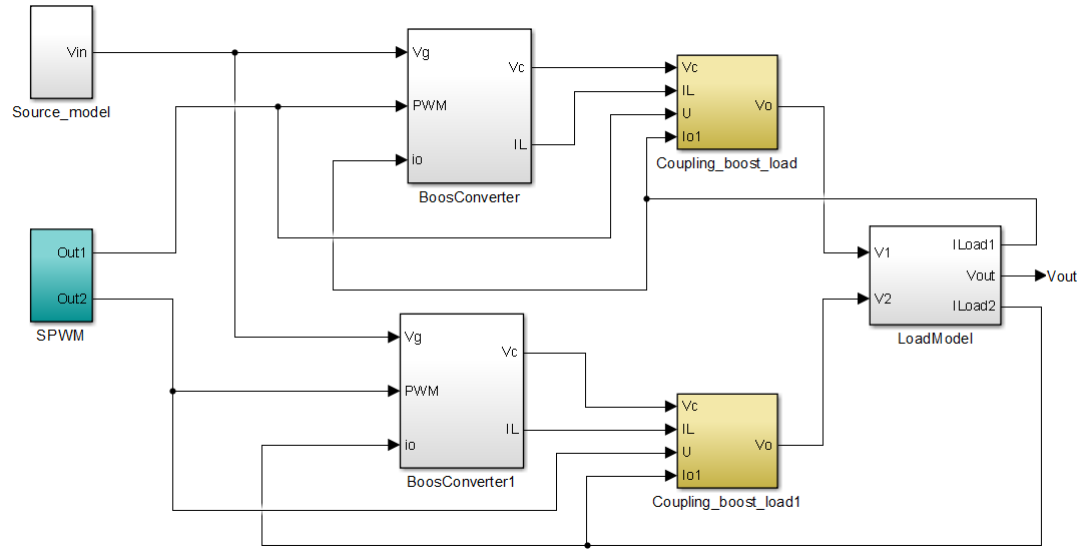 Vin
Source_model
Out1
Out2
SPWM
Vg
PWM
io
Vc
IL
BoosConverter
Vc
IL
U
Io1
Vo
Coupling_boost_load
V1
V2
ILoad1
Vout
ILoad2
LoadModel
Vout
Vg
PWM
io
Vc
IL
BoosConverter1
Vc
IL
U
Io1
Vo
Coupling_boost_load1